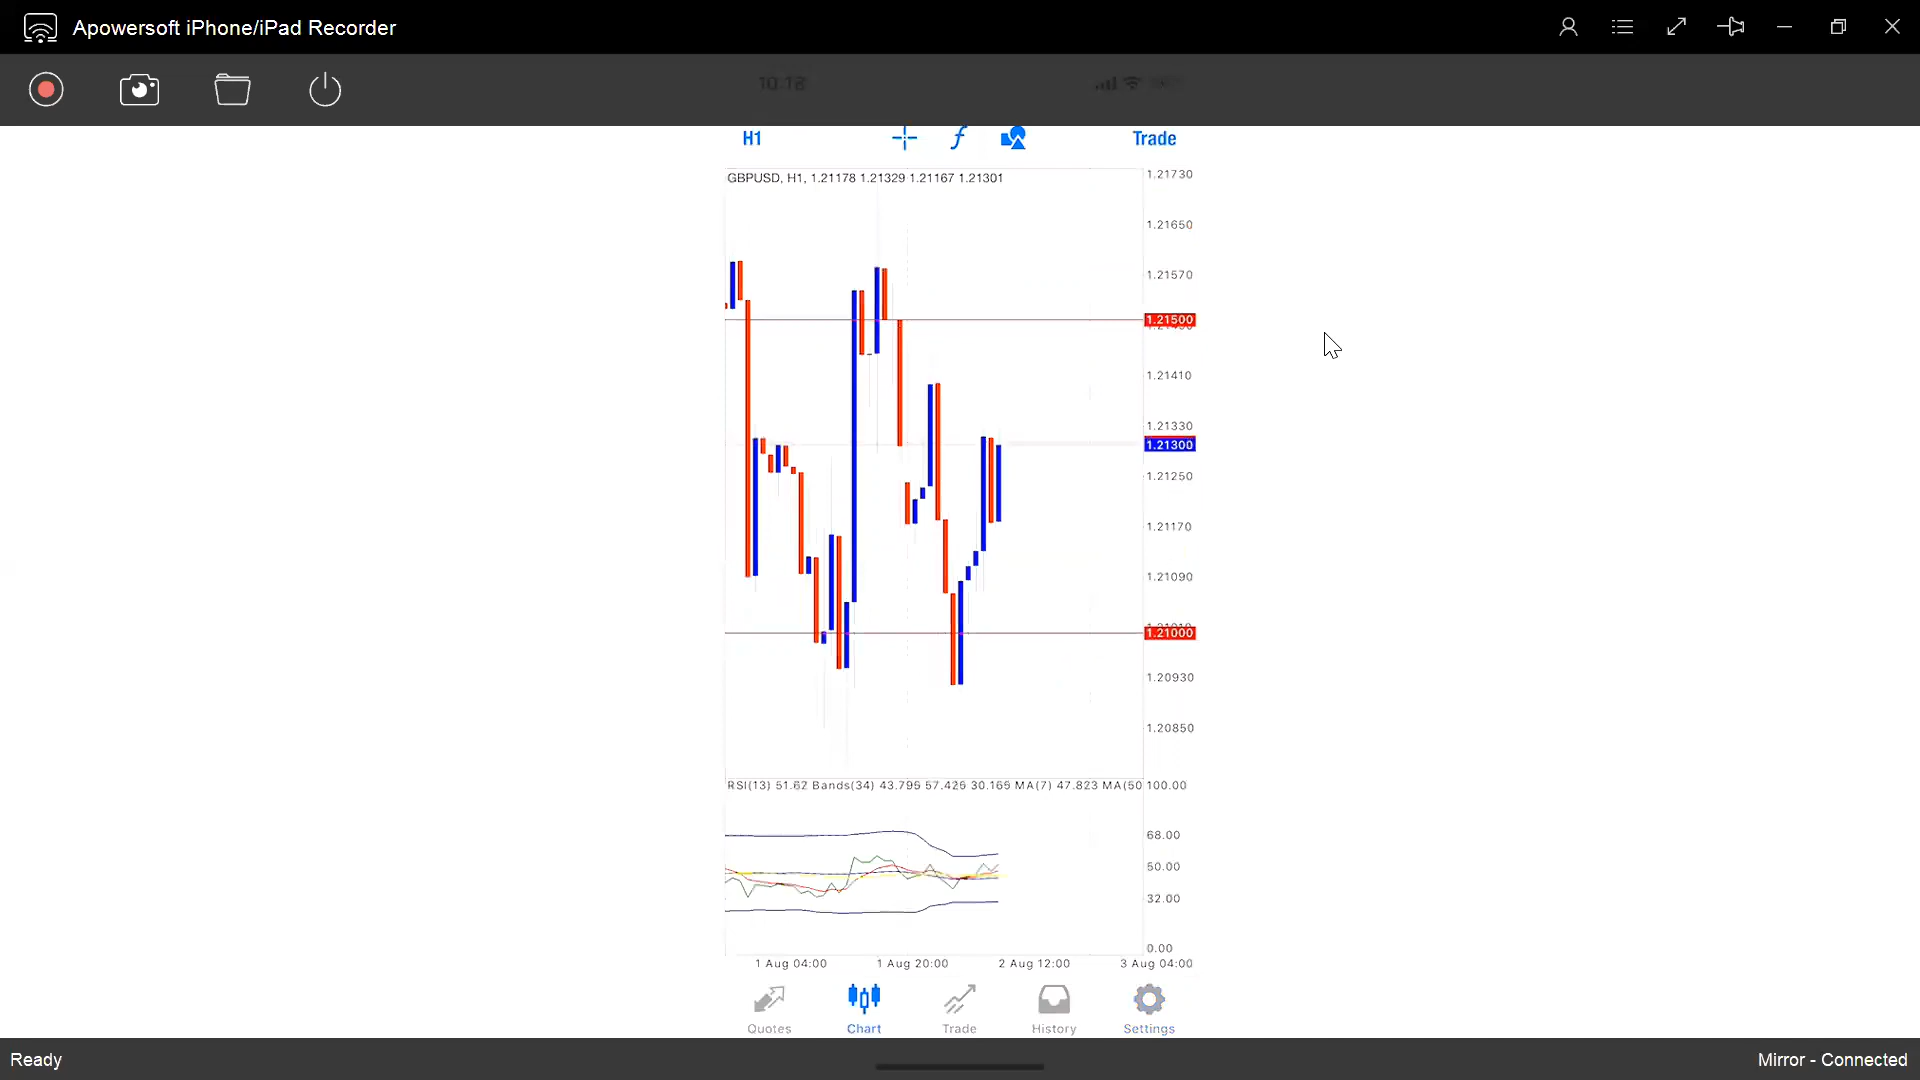 Apowersoft iPhone/iPad Recorder
10:18
H1 Trade
GBPUSD, H1, 1.21178 1.21329 1.21167 1.21301
1.21730
1.21650
1.21570
1.21500
1.21410
1.21330
1.21300
1.21250
1.21170
1.21090
1.21000
1.20930
1.20850
RSI(13) 51.62 Bands(34) 43.795 57.426 30.165 MA(7) 47.823 MA(50 100.00
68.00
50.00
32.00
0.00
1 Aug 04:00 1 Aug 20:00 2 Aug 12:00 3 Aug 04:00
Quotes Chart Trade History Settings
Ready Mirror - Connected